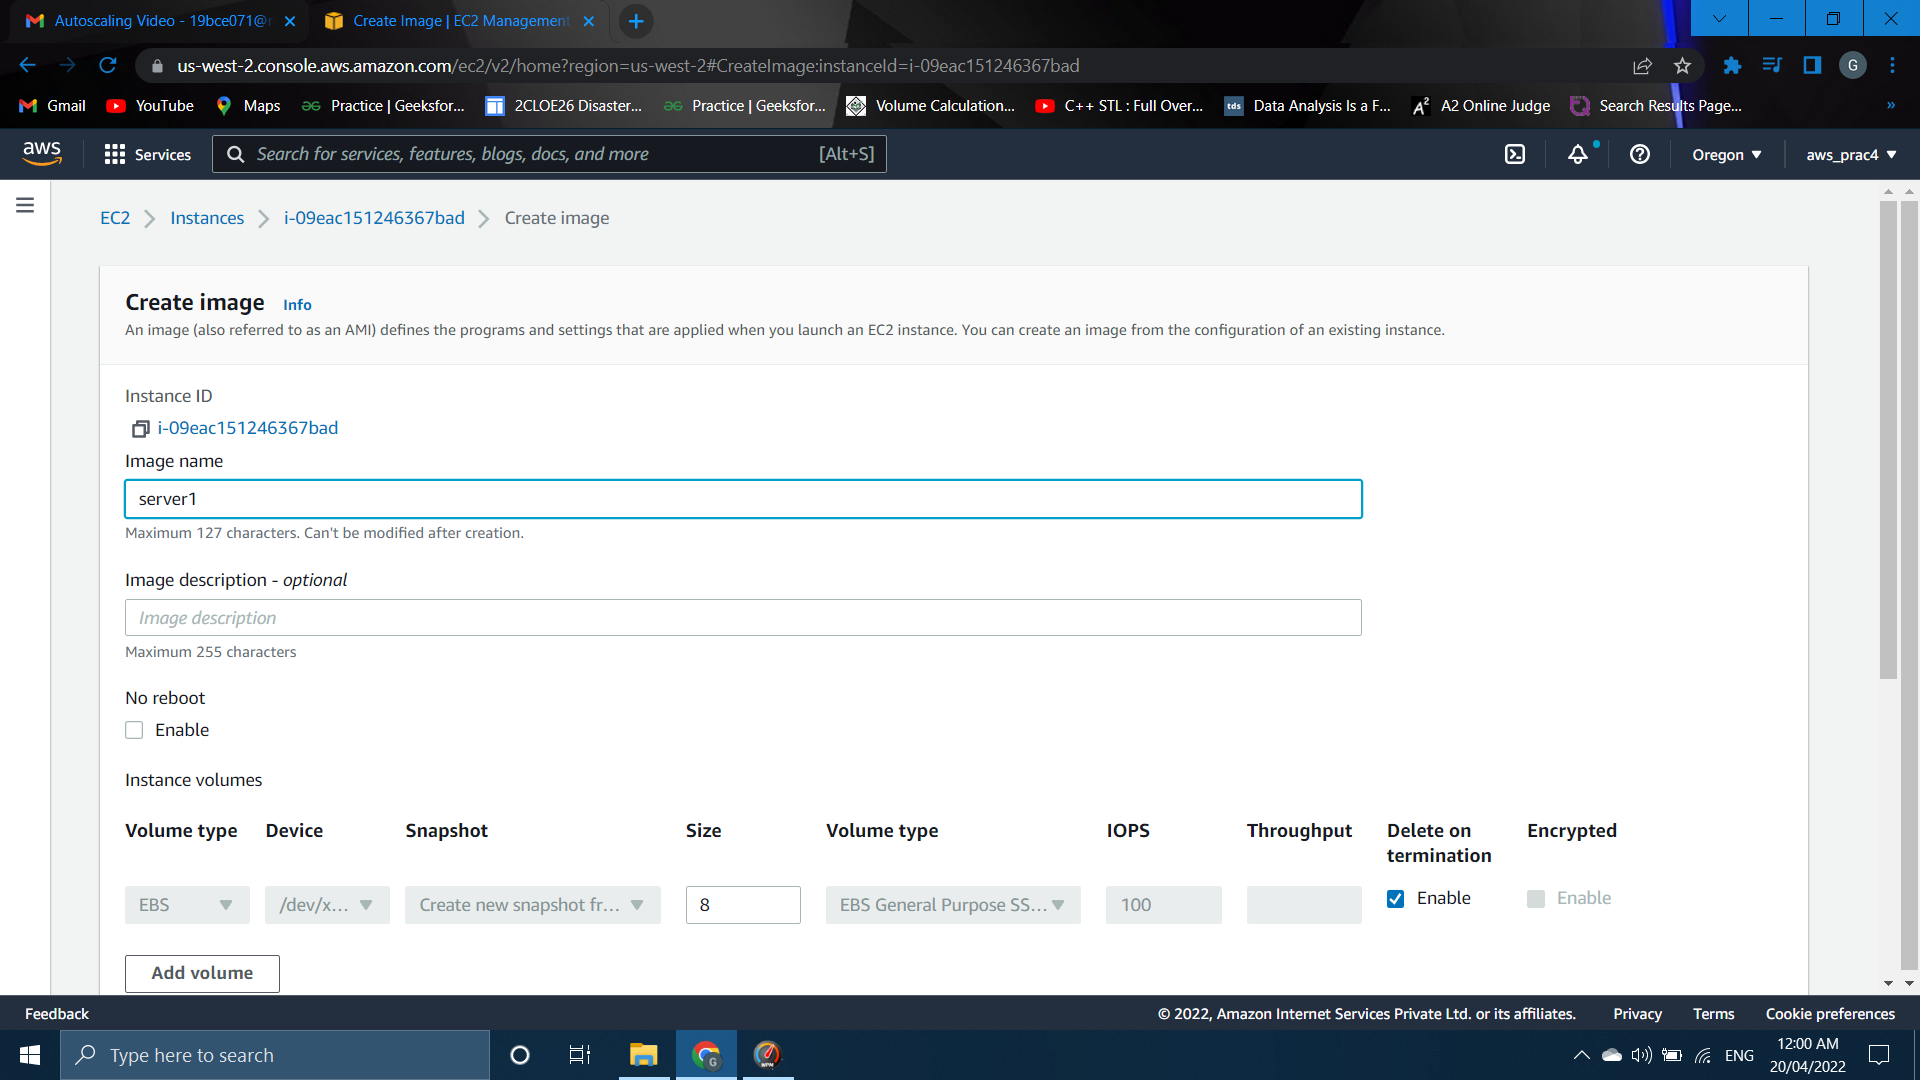 Autoscaling Video - 19bce071@
Create Image | EC2 Management
us-west-2.console.aws.amazon.com/ec2/v2/home?region=us-west-2#CreateImage:instanceId=i-09eac151246367bad
G
Gmail YouTube Maps Practice | Geeksfor... 2CLOE26 Disaster... Practice | Geeksfor... Volume Calculation... C++ STL : Full Over... tds Data Analysis Is a F... A2 A2 Online Judge Search Results Page... »
aws Services Search for services, features, blogs, docs, and more [Alt+S] Oregon aws_prac4
EC2 Instances i-09eac151246367bad Create image
Create image Info
An image (also referred to as an AMI) defines the programs and settings that are applied when you launch an EC2 instance. You can create an image from the configuration of an existing instance.
Instance ID
i-09eac151246367bad
Image name
server1
Maximum 127 characters. Can't be modified after creation.
Image description - optional
Image description
Maximum 255 characters
No reboot
Enable
Instance volumes
Volume type Device Snapshot Size Volume type IOPS Throughput Delete on termination Encrypted
EBS /dev/x... Create new snapshot fr... 8 EBS General Purpose SS... 100 Enable Enable
Add volume
Feedback © 2022, Amazon Internet Services Private Ltd. or its affiliates. Privacy Terms Cookie preferences
Type here to search ENG 12:00 AM
20/04/2022